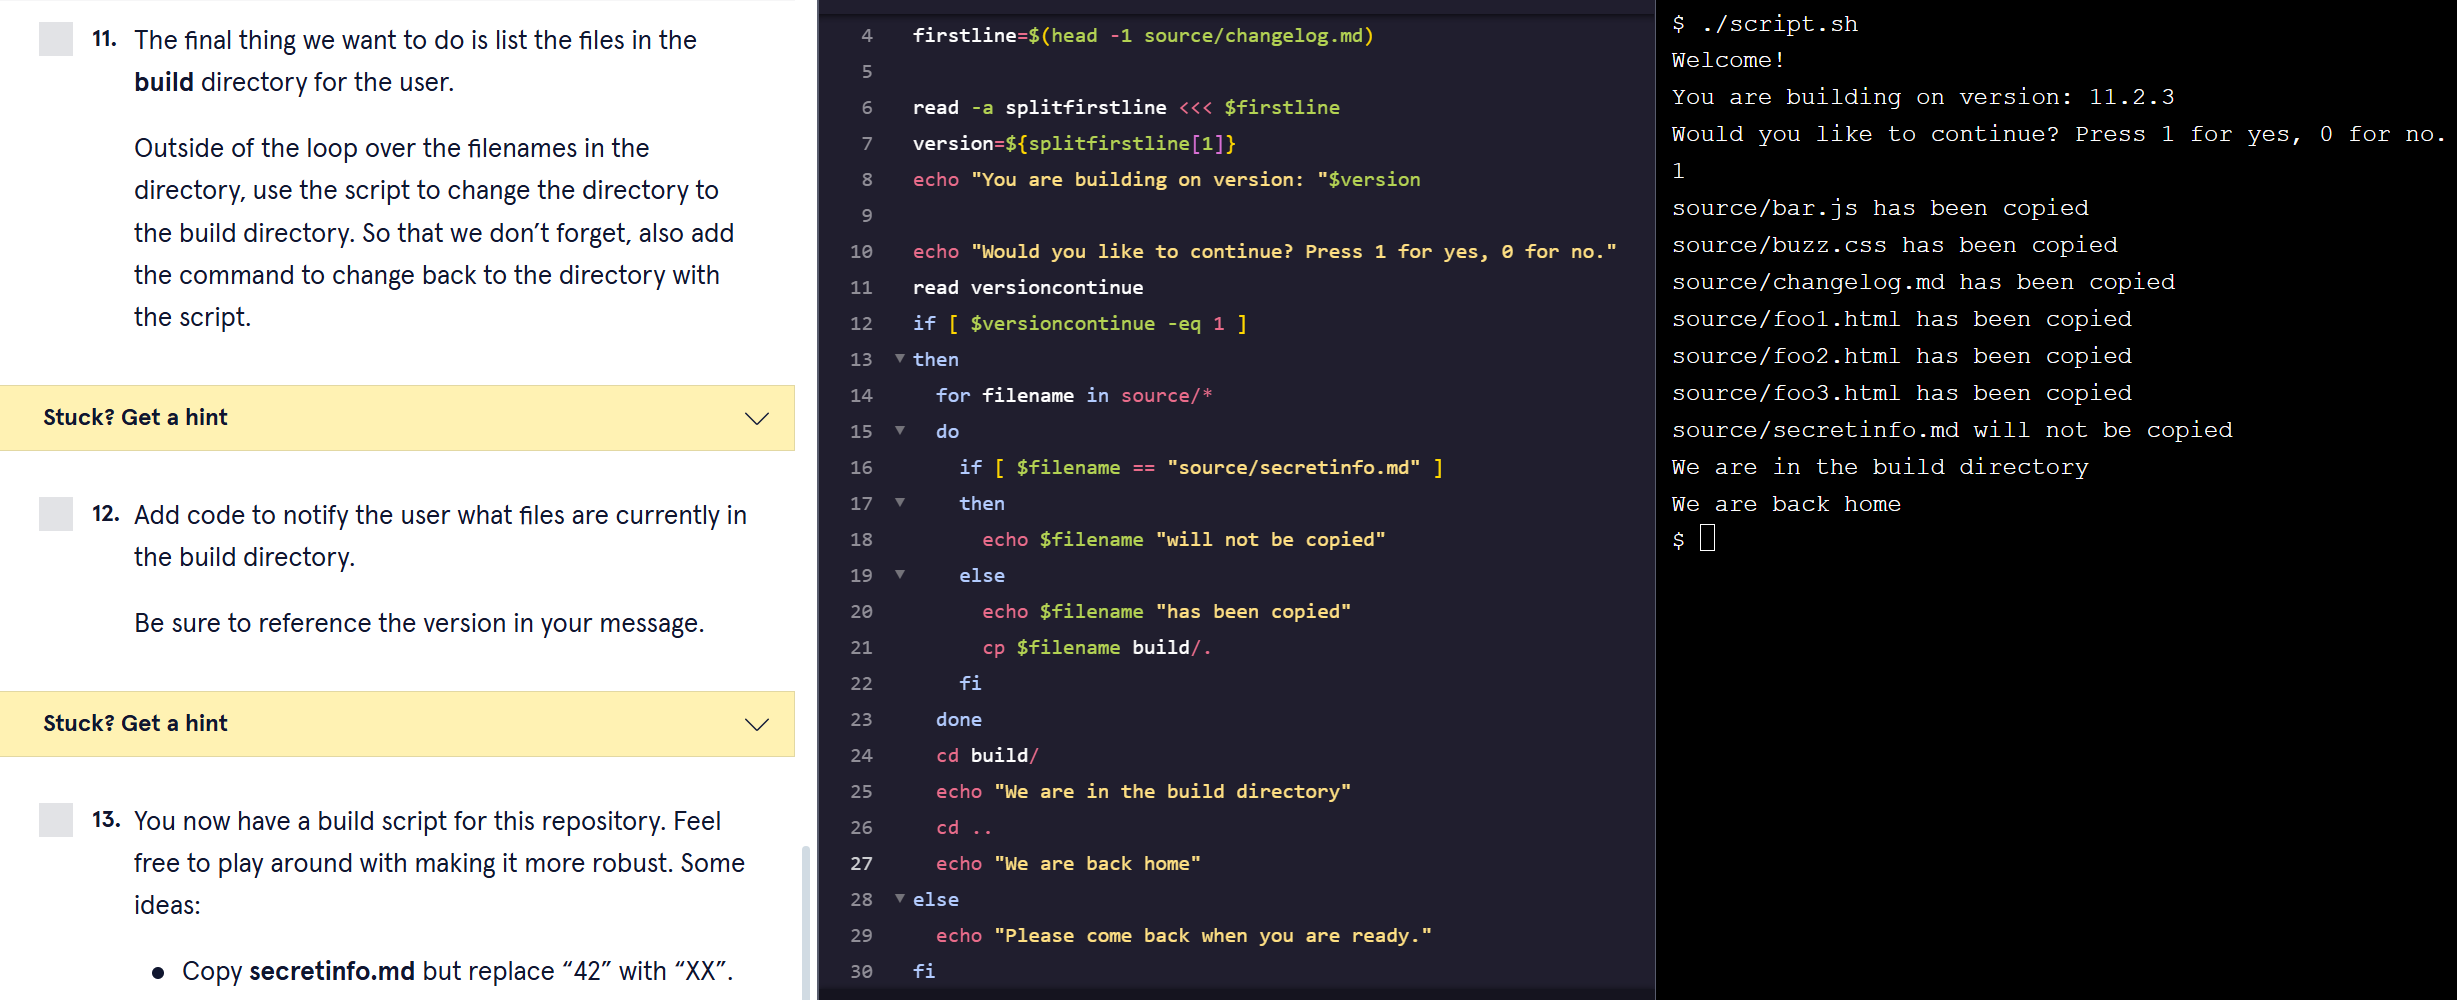 11. The final thing we want to do is list the files in the
build directory for the user.
Outside of the loop over the filenames in the
directory, use the script to change the directory to
the build directory. So that we don’t forget, also add
the command to change back to the directory with
the script.
Stuck? Get a hint
12. Add code to notify the user what files are currently in
the build directory.
Be sure to reference the version in your message.
Stuck? Get a hint
13. You now have a build script for this repository. Feel
free to play around with making it more robust. Some
ideas:
• Copy secretinfo.md but replace “42” with “XX”.
4 firstline=$(head -1 source/changelog.md)
5
6 read -a splitfirstline <<< $firstline
7 version=${splitfirstline[1]}
8 echo "You are building on version: "$version
9
10 echo "Would you like to continue? Press 1 for yes, 0 for no."
11 read versioncontinue
12 if [ $versioncontinue -eq 1 ]
13 then
14 for filename in source/*
15 do
16 if [ $filename == "source/secretinfo.md" ]
17 then
18 echo $filename "will not be copied"
19 else
20 echo $filename "has been copied"
21 cp $filename build/.
22 fi
23 done
24 cd build/
25 echo "We are in the build directory"
26 cd ..
27 echo "We are back home"
28 else
29 echo "Please come back when you are ready."
30 fi
$ ./script.sh
Welcome!
You are building on version: 11.2.3
Would you like to continue? Press 1 for yes, 0 for no.
1
source/bar.js has been copied
source/buzz.css has been copied
source/changelog.md has been copied
source/foo1.html has been copied
source/foo2.html has been copied
source/foo3.html has been copied
source/secretinfo.md will not be copied
We are in the build directory
We are back home
$